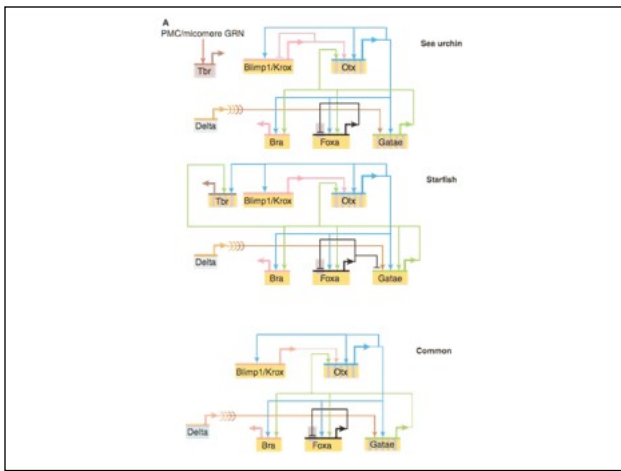 A
PMC/micomere GRN
Sea urchin
Tbr
Blimp1/Krox
Otx
Delta
Bra
Foxa
Gatae
Starfish
Tbr
Blimp1/Krox
Otx
Delta
Bra
Foxa
Gatae
Common
Blimp1/Krox
Otx
Delta
Bra
Foxa
Gatae